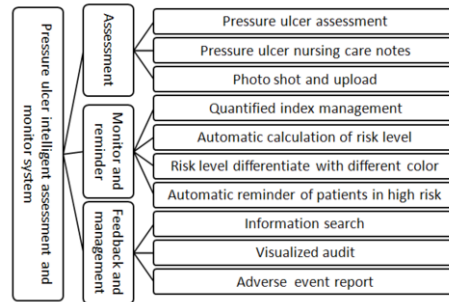 Pressure ulcer intelligent assessment and
monitor system
Assessment
Pressure ulcer assessment
Pressure ulcer nursing care notes
Photo shot and upload
Monitor and
reminder
Quantified index management
Automatic calculation of risk level
Risk level differentiate with different color
Automatic reminder of patients in high risk
Feedback and
management
Information search
Visualized audit
Adverse event report